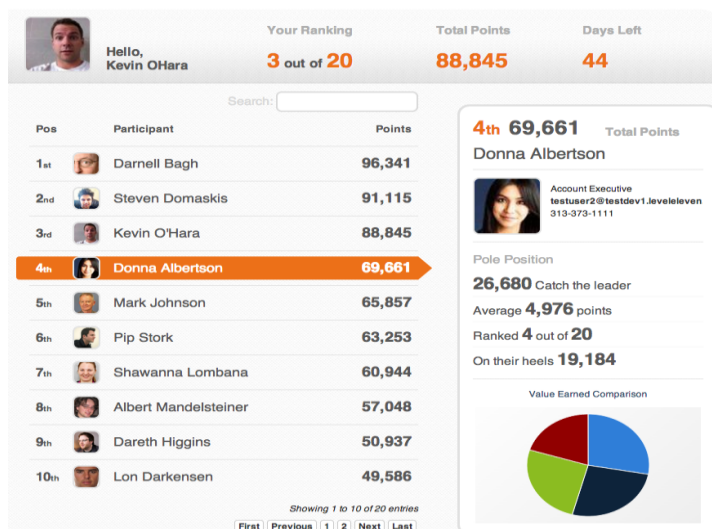 Your Ranking Total Points Days Left
Hello,
Kevin OHara
3 out of 20 88,845 44
Search:
Pos Participant Points
1st Darnell Bagh 96,341
2nd Steven Domaskis 91,115
3rd Kevin O'Hara 88,845
4th Donna Albertson 69,661
5th Mark Johnson 65,857
6th Pip Stork 63,253
7th Shawanna Lombana 60,944
8th Albert Mandelsteiner 57,048
9th Dareth Higgins 50,937
10th Lon Darkensen 49,586
Showing 1 to 10 of 20 entries
First Previous 1 2 Next Last
4th 69,661 Total Points
Donna Albertson
Account Executive
testuser2@testdev1.leveleleven
313-373-1111
Pole Position
26,680 Catch the leader
Average 4,976 points
Ranked 4 out of 20
On their heels 19,184
Value Earned Comparison